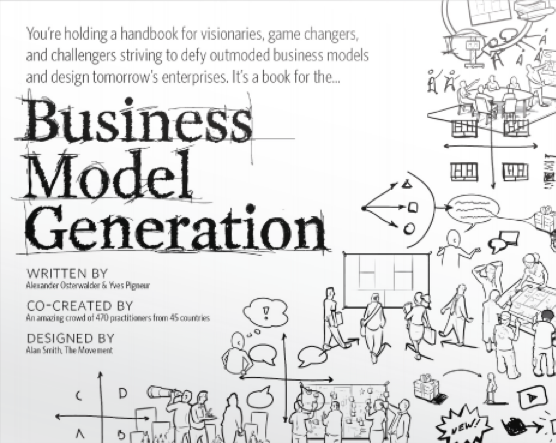 You're holding a handbook for visionaries, game changers,
and challengers striving to defy outmoded business models
and design tomorrow's enterprises. It's a book for the...
Business
Model
Generation
WRITTEN BY
Alexander Osterwalder & Yves Pigneur
CO-CREATED BY
An amazing crowd of 470 practitioners from 45 countries
DESIGNED BY
Alan Smith, The Movement
C D
A B
NEW!